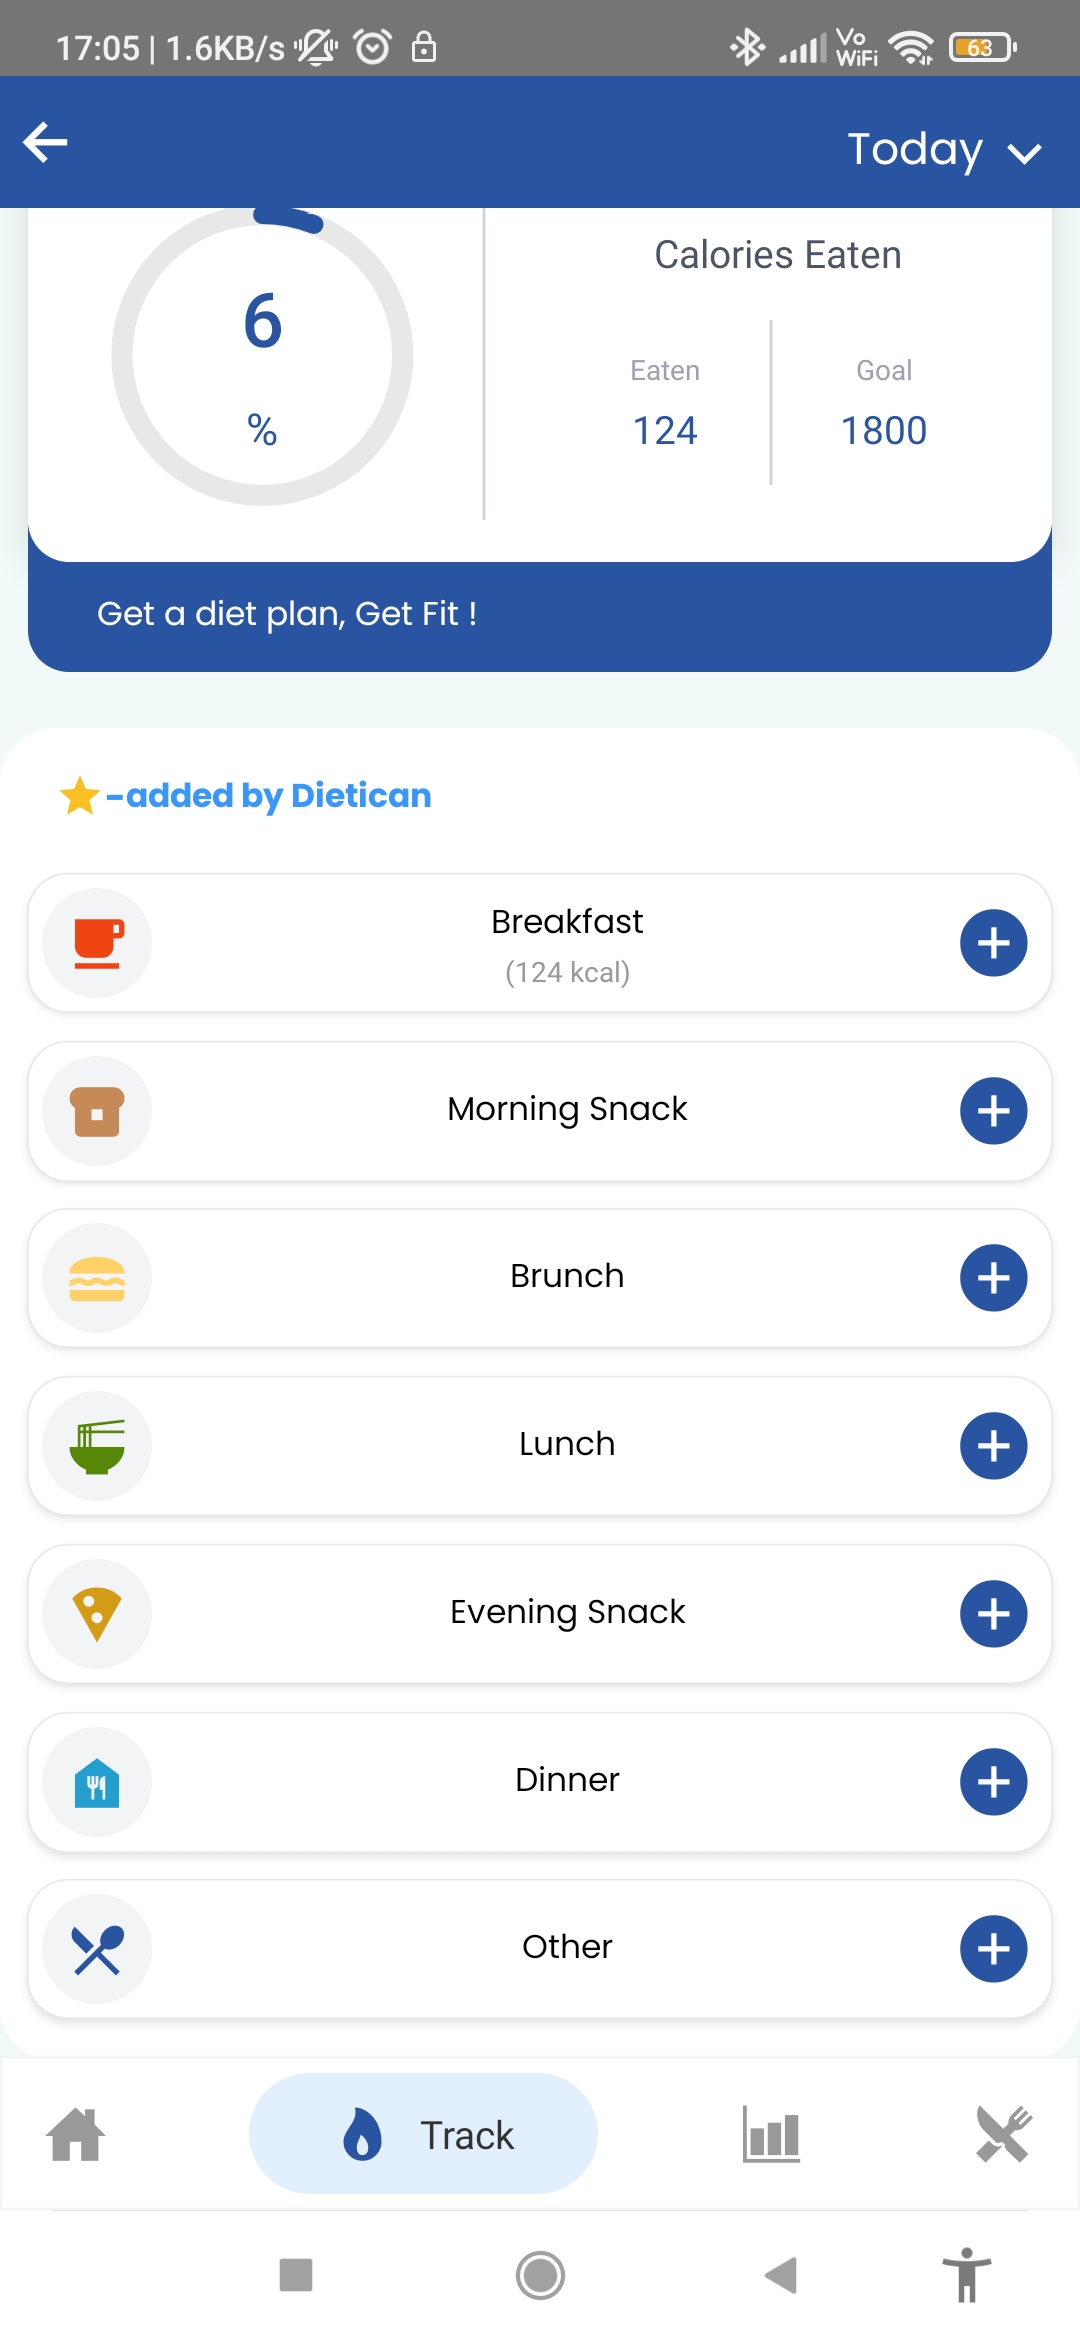 17:05 | 1.6KB/s Vo WiFi 63
Today
6
%
Calories Eaten
Eaten Goal
124 1800
Get a diet plan, Get Fit !
-added by Dietican
Breakfast
(124 kcal)
Morning Snack
Brunch
Lunch
Evening Snack
Dinner
Other
Track